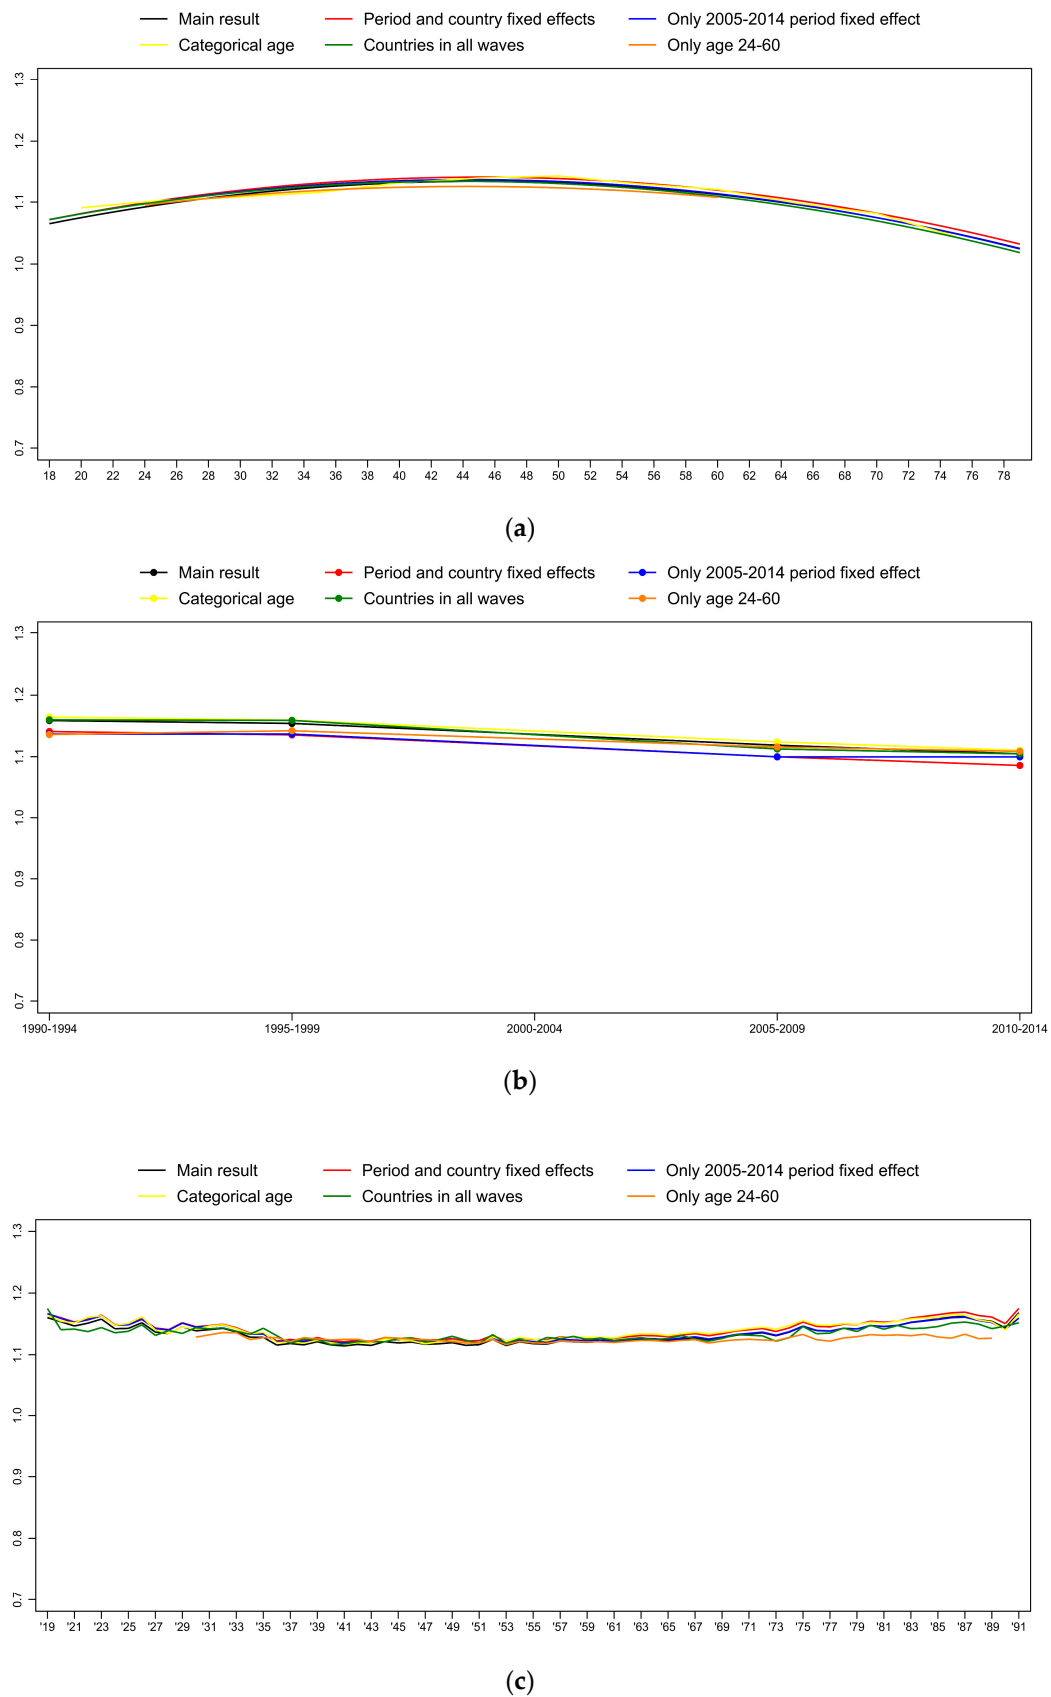 Main result Period and country fixed effects Only 2005-2014 period fixed effect
Categorical age Countries in all waves Only age 24-60
1.3
1.2
1.1
1.0
0.9
0.8
0.7
18 20 22 24 26 28 30 32 34 36 38 40 42 44 46 48 50 52 54 56 58 60 62 64 66 68 70 72 74 76 78
(a)
Main result Period and country fixed effects Only 2005-2014 period fixed effect
Categorical age Countries in all waves Only age 24-60
1.3
1.2
1.1
1.0
0.9
0.8
0.7
1990-1994 1995-1999 2000-2004 2005-2009 2010-2014
(b)
Main result Period and country fixed effects Only 2005-2014 period fixed effect
Categorical age Countries in all waves Only age 24-60
1.3
1.2
1.1
1.0
0.9
0.8
0.7
'19 '21 '23 '25 '27 '29 '31 '33 '35 '37 '39 '41 '43 '45 '47 '49 '51 '53 '55 '57 '59 '61 '63 '65 '67 '69 '71 '73 '75 '77 '79 '81 '83 '85 '87 '89 '91
(c)